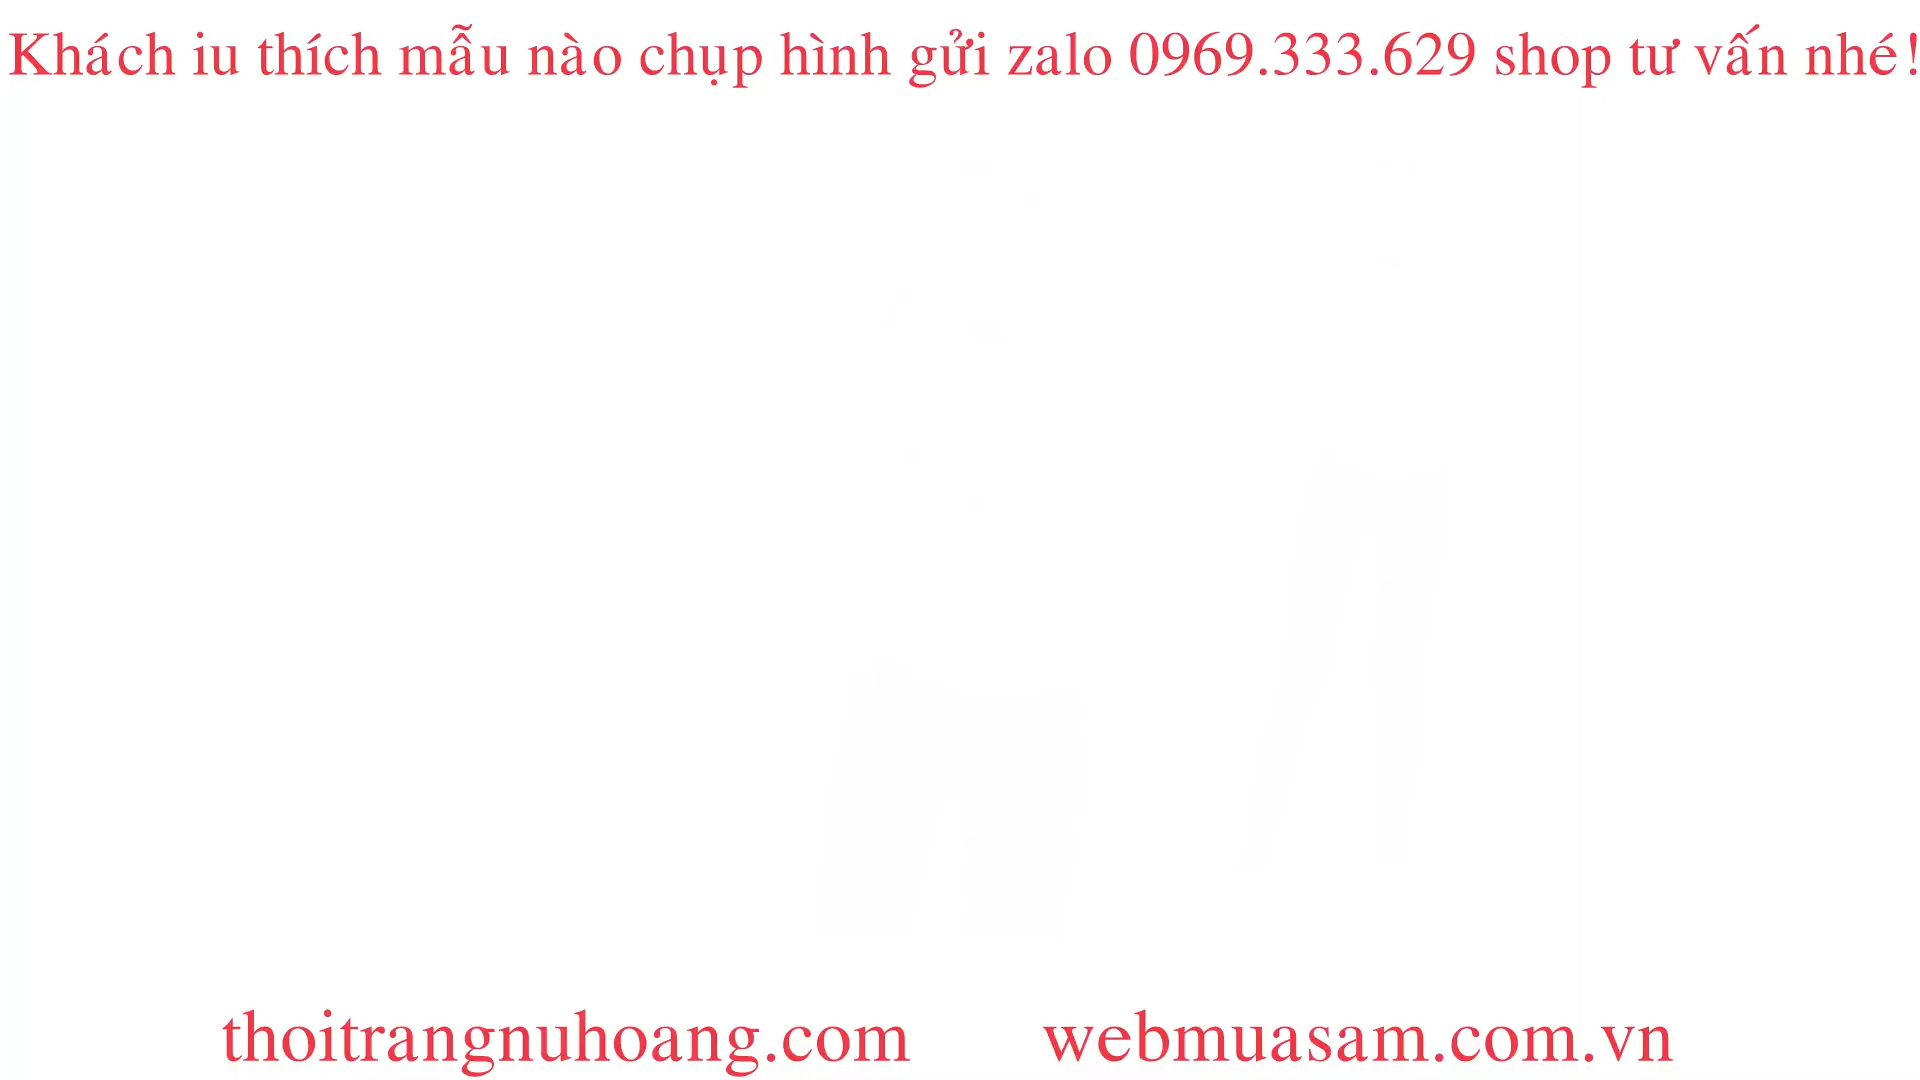 Khách iu thích mẫu nào chụp hình gửi zalo 0969.333.629 shop tư vấn nhé!
thoitrangnuhoang.com webmuasam.com.vn